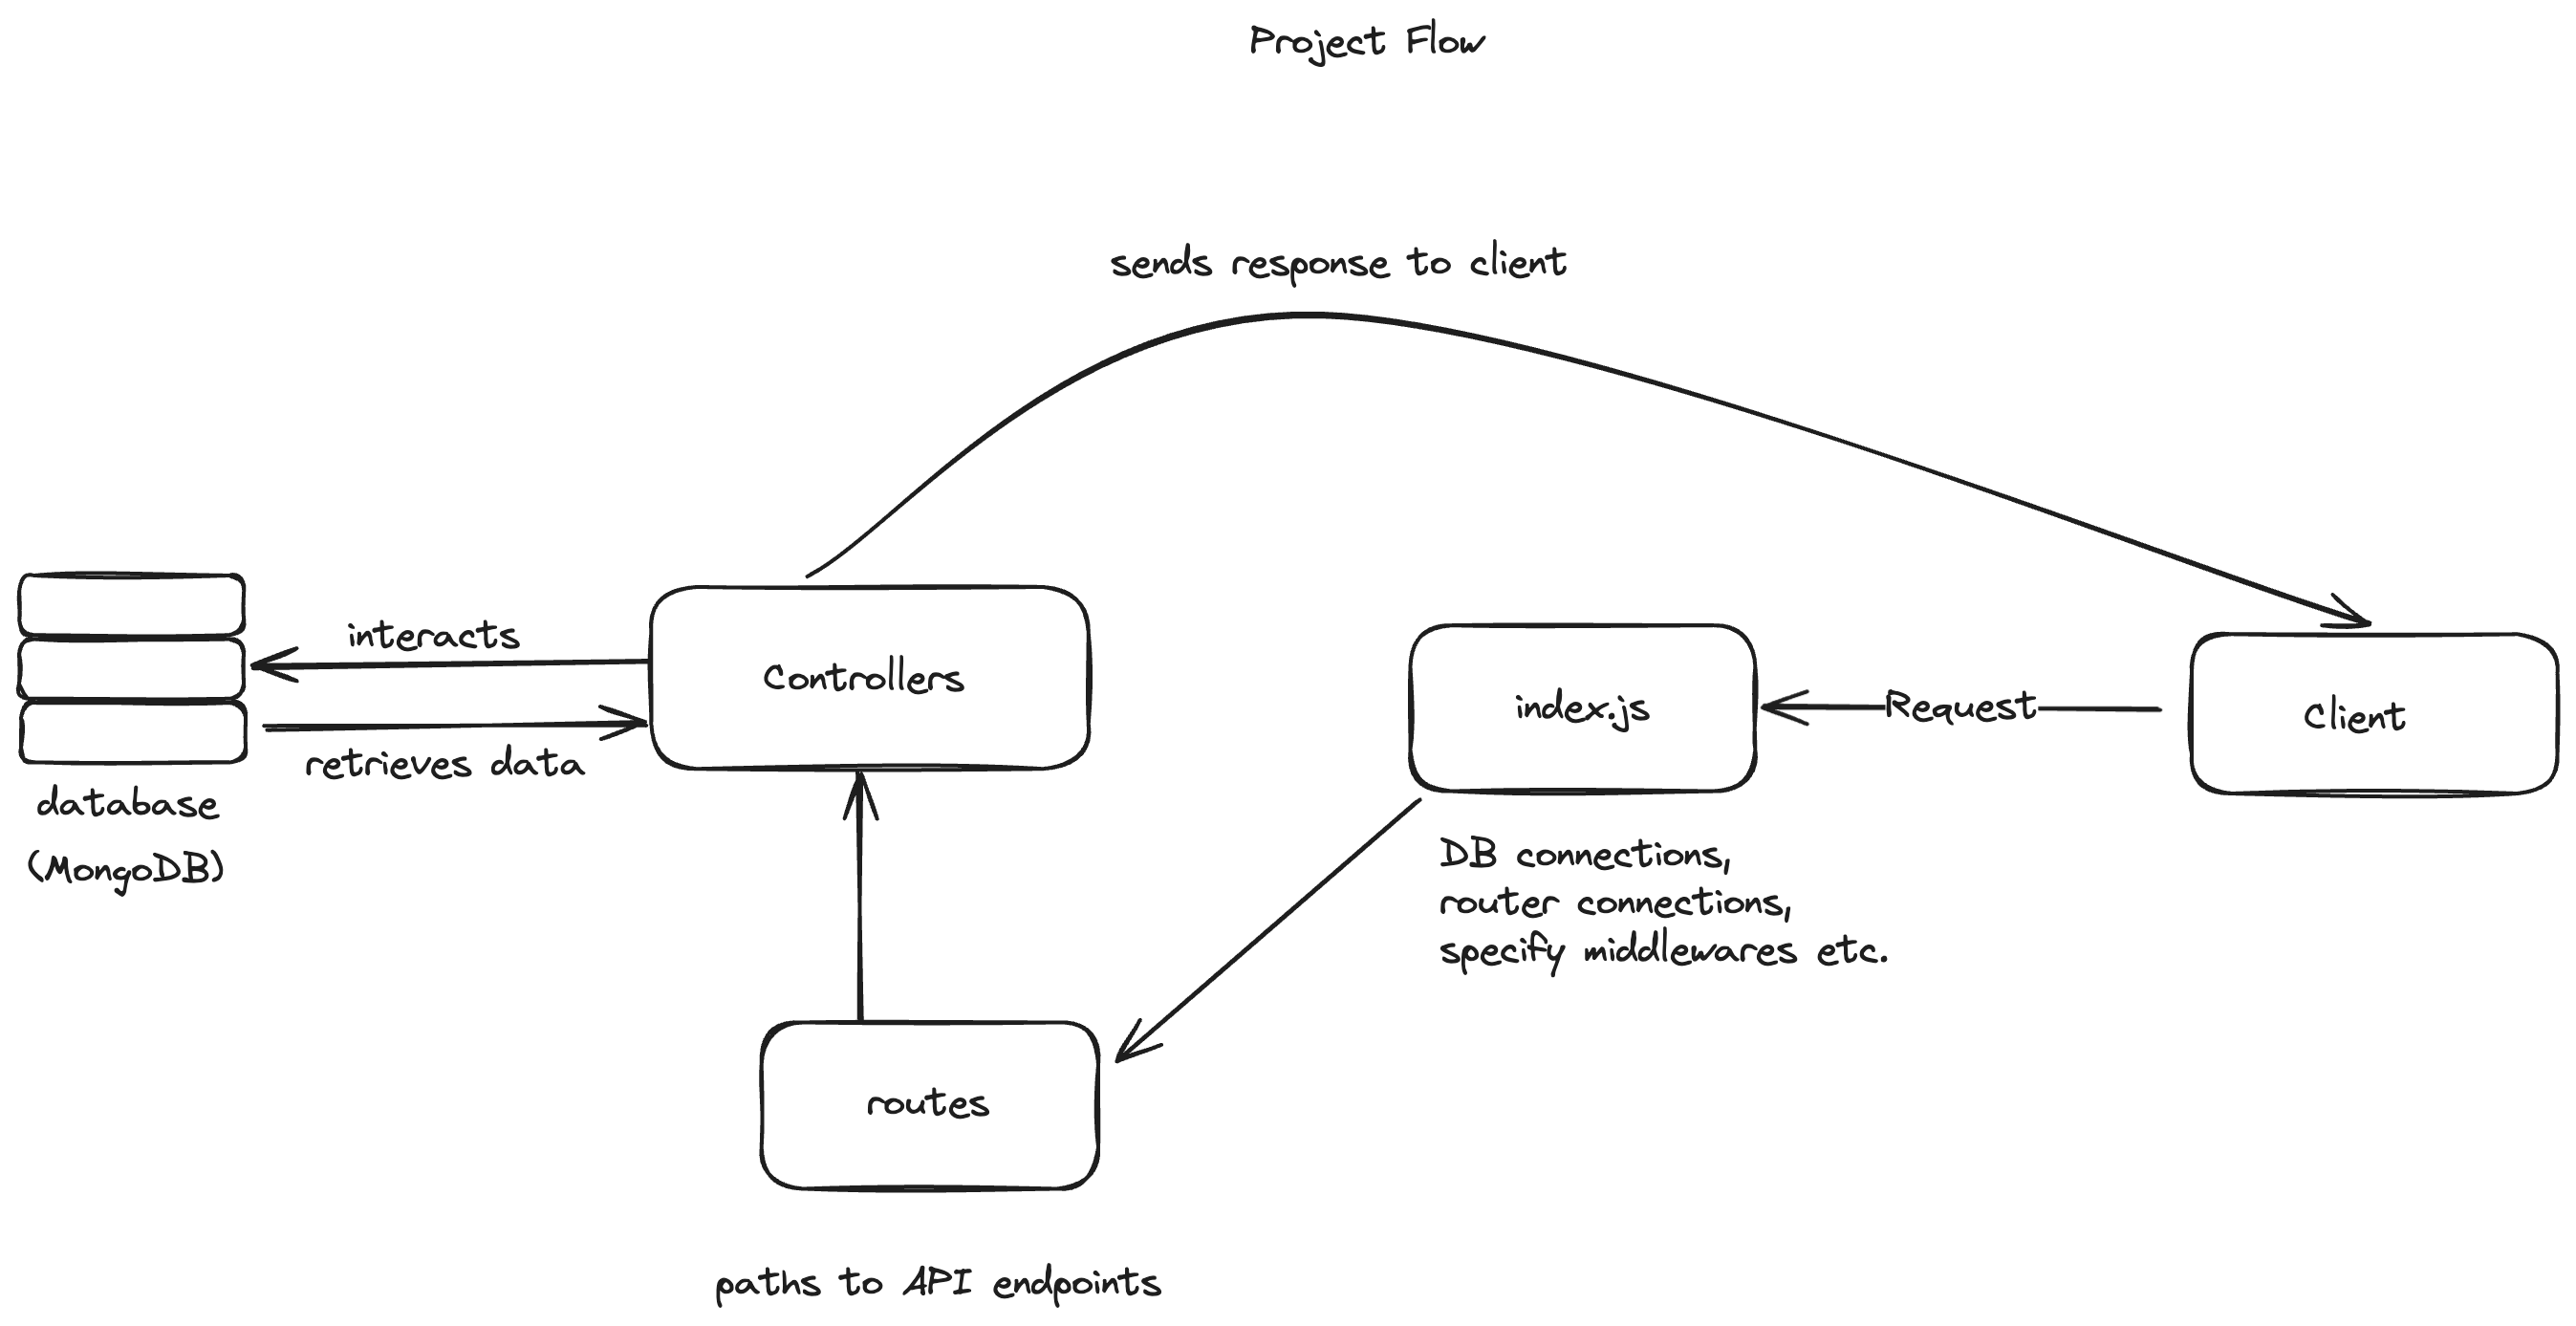 Project Flow
sends response to client
interacts
Controllers
index.js
Request
Client
retrieves data
database
(MongoDB)
DB connections,
router connections,
specify middlewares etc.
routes
paths to API endpoints